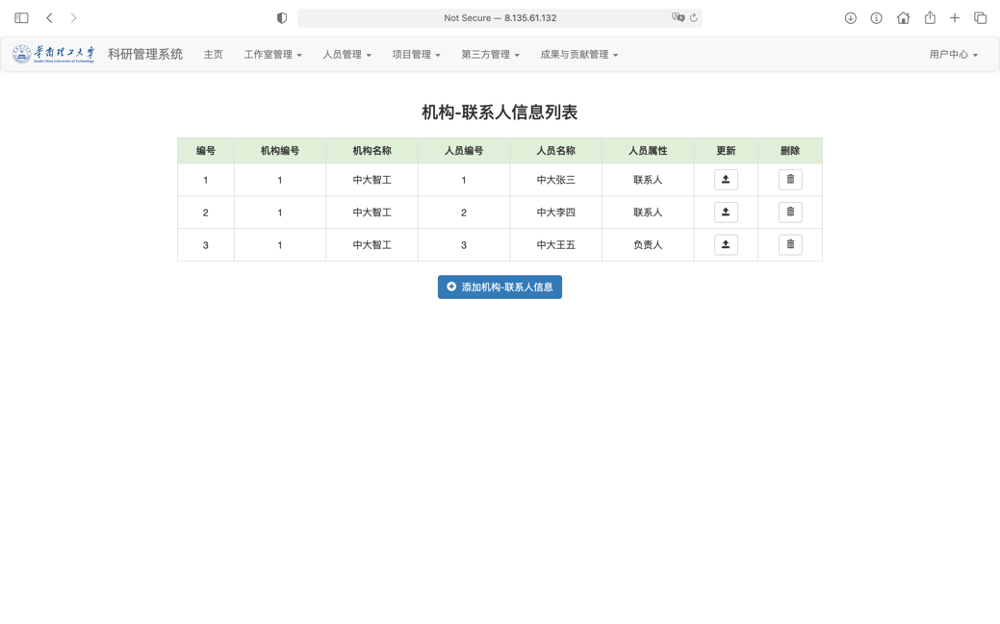 Not Secure — 8.135.61.132
華南理工大學 South China University of Technology 科研管理系统 主页 工作室管理 人员管理 项目管理 第三方管理 成果与贡献管理 用户中心
机构-联系人信息列表
编号 机构编号 机构名称 人员编号 人员名称 人员属性 更新 删除
1 1 中大智工 1 中大张三 联系人
2 1 中大智工 2 中大李四 联系人
3 1 中大智工 3 中大王五 负责人
添加机构-联系人信息